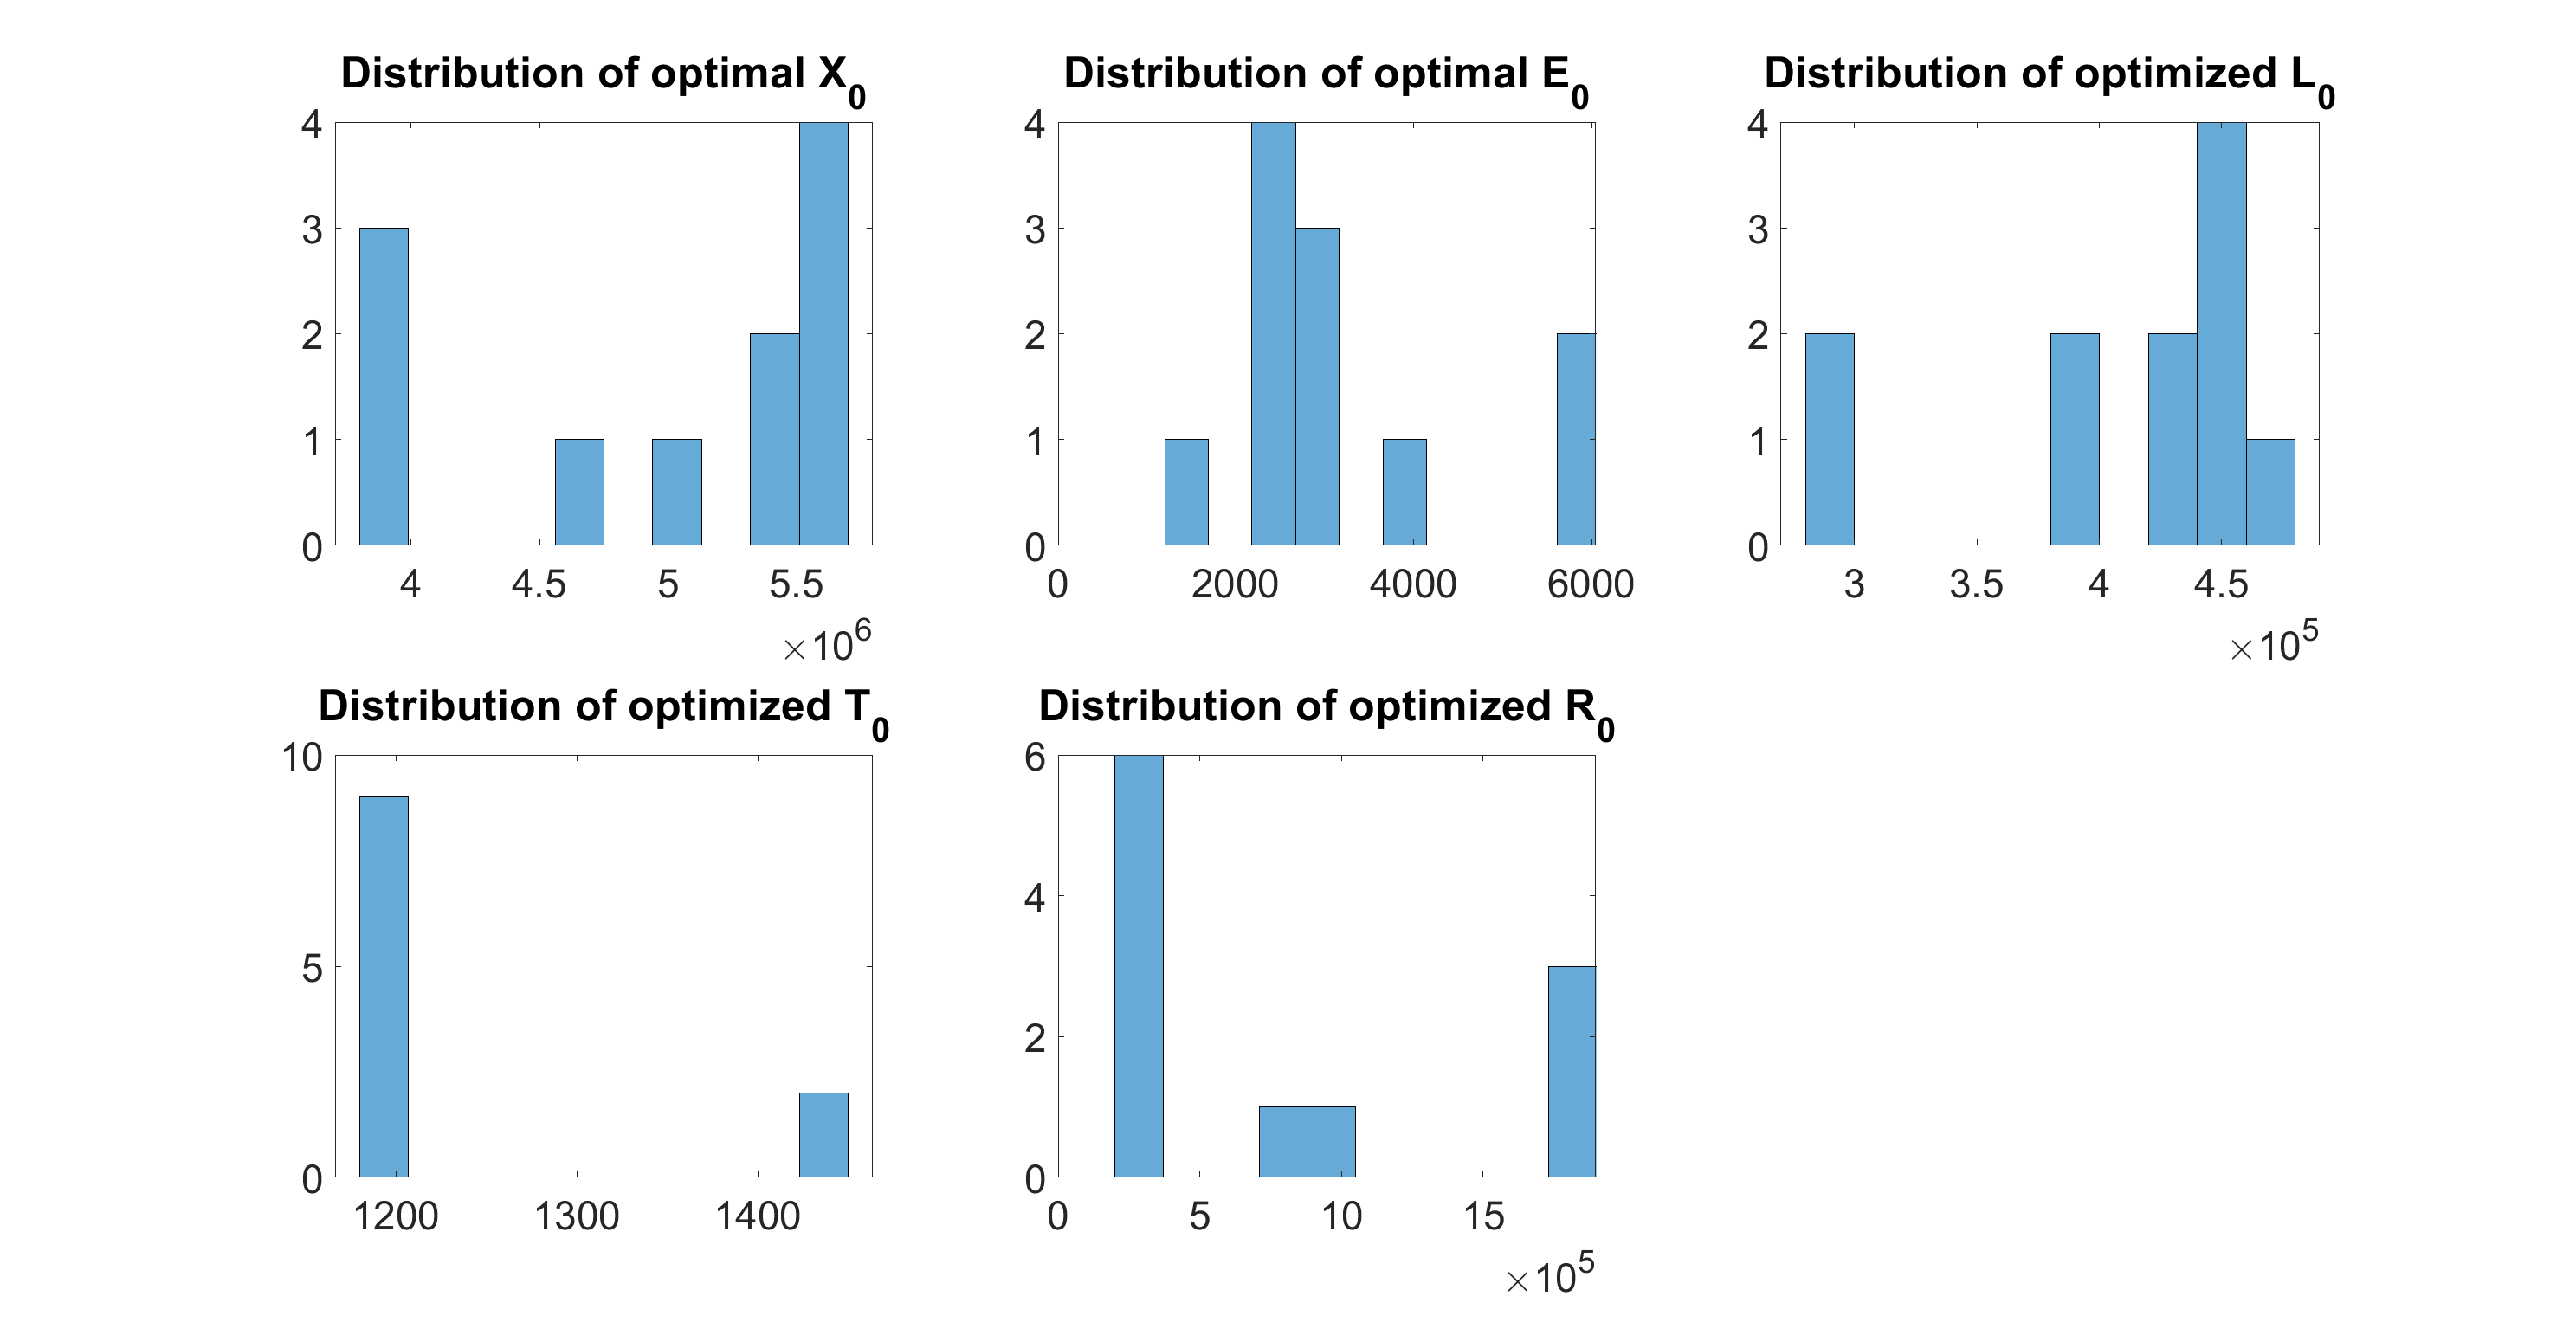 Distribution of optimal X0
4
3
2
1
0
4 4.5 5 5.5
×10^6
Distribution of optimal E0
4
3
2
1
0
0 2000 4000 6000
Distribution of optimized L0
4
3
2
1
0
3 3.5 4 4.5
×10^5
Distribution of optimized T0
10
5
0
1200 1300 1400
Distribution of optimized R0
6
4
2
0
0 5 10 15
×10^5